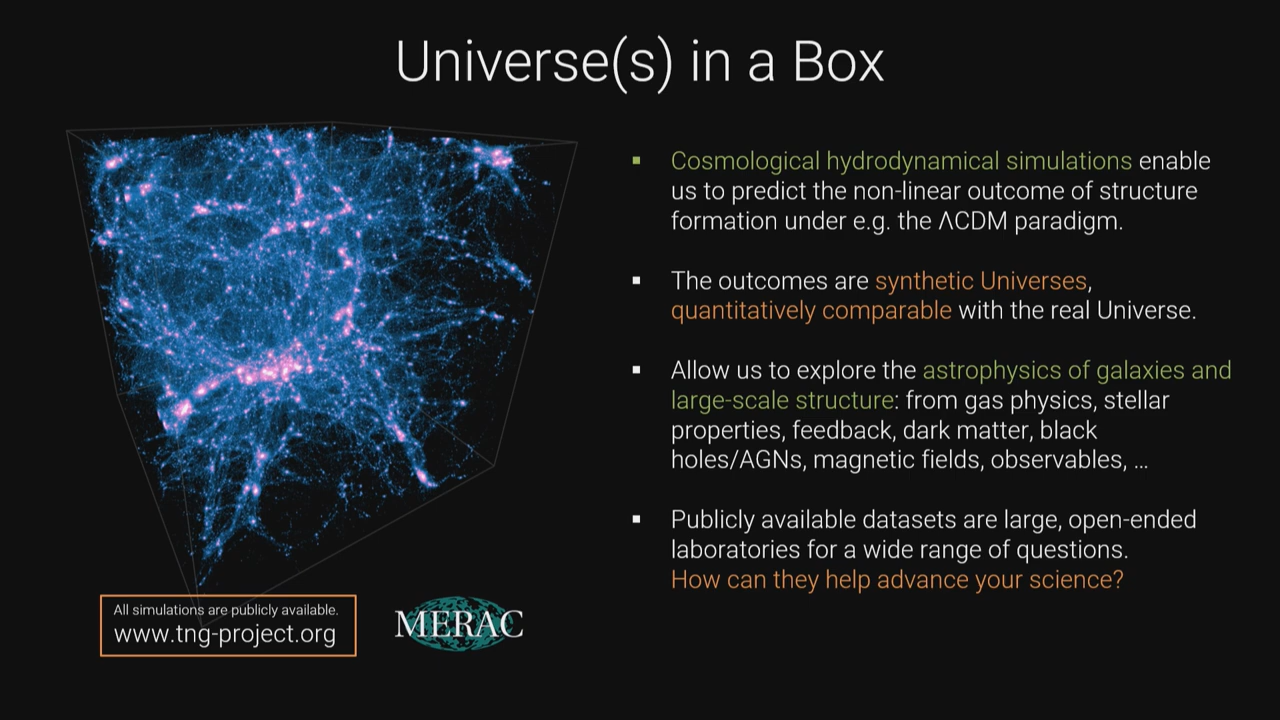 Universe(s) in a Box
▪ Cosmological hydrodynamical simulations enable
us to predict the non-linear outcome of structure
formation under e.g. the ΛCDM paradigm.
▪ The outcomes are synthetic Universes,
quantitatively comparable with the real Universe.
▪ Allow us to explore the astrophysics of galaxies and
large-scale structure: from gas physics, stellar
properties, feedback, dark matter, black
holes/AGNs, magnetic fields, observables, …
▪ Publicly available datasets are large, open-ended
laboratories for a wide range of questions.
How can they help advance your science?
All simulations are publicly available.
www.tng-project.org
MERAC